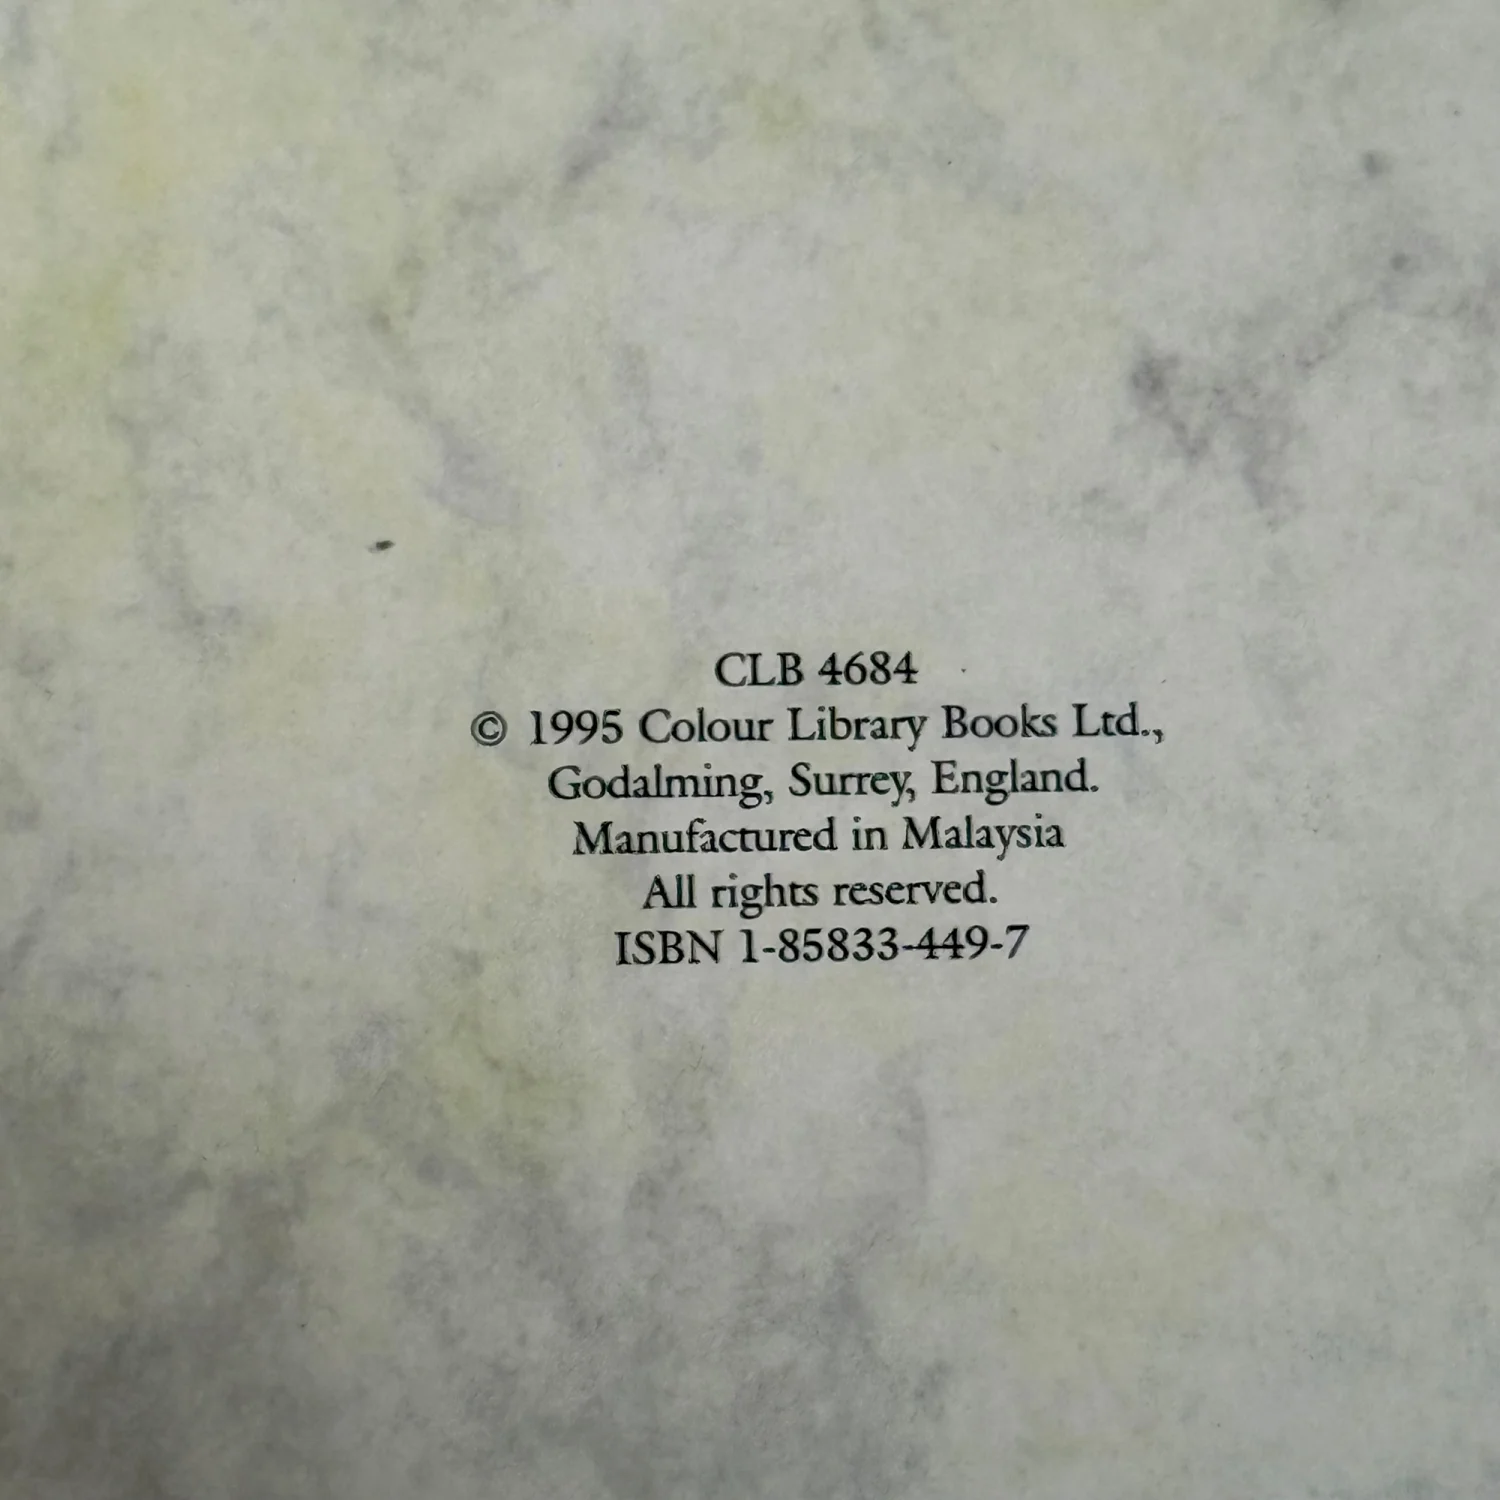 CLB 4684
© 1995 Colour Library Books Ltd.,
Godalming, Surrey, England.
Manufactured in Malaysia
All rights reserved.
ISBN 1-85833-449-7